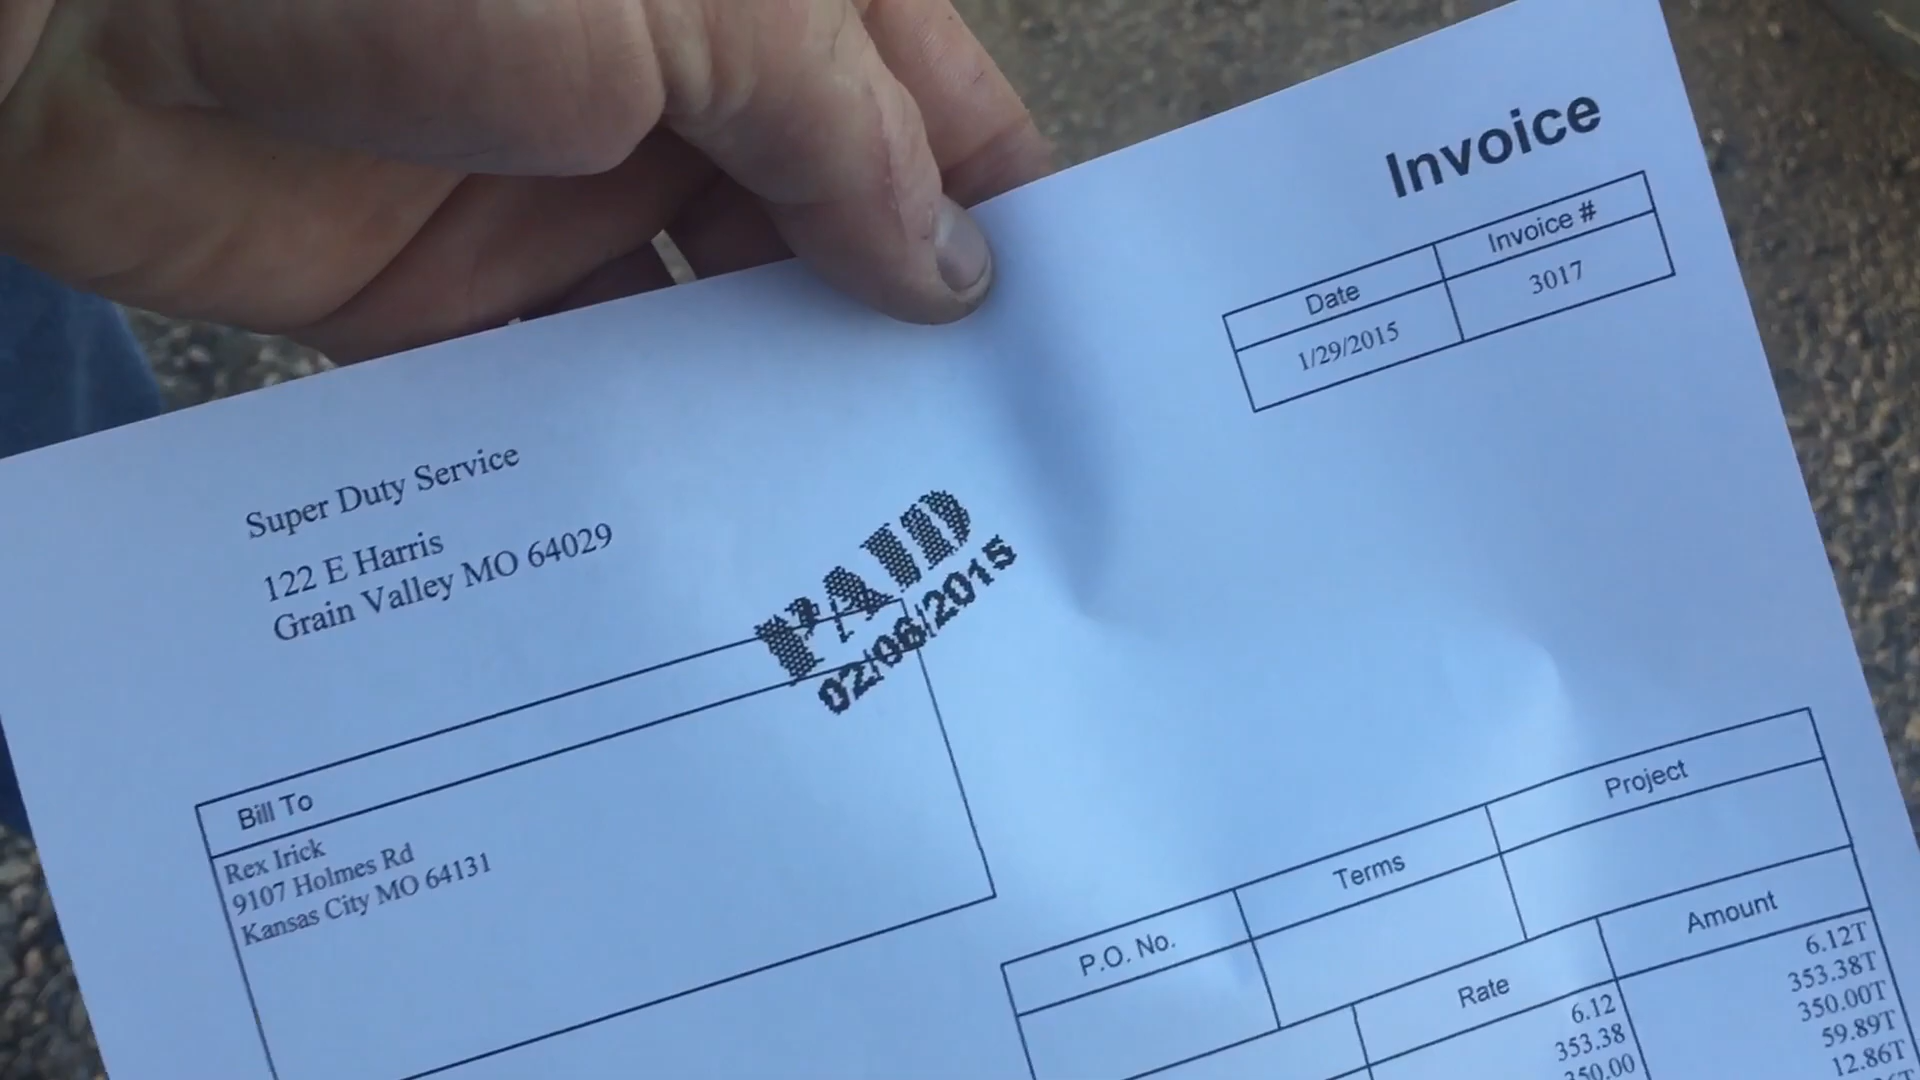 Invoice
Date
Invoice #
1/29/2015
3017
Super Duty Service
122 E Harris
Grain Valley MO 64029
PAID
02/06/2015
Bill To
Rex Irick
9107 Holmes Rd
Kansas City MO 64131
P.O. No.
Terms
Project
Rate
Amount
6.12
6.12T
353.38
353.38T
350.00
350.00T
59.89T
12.86T